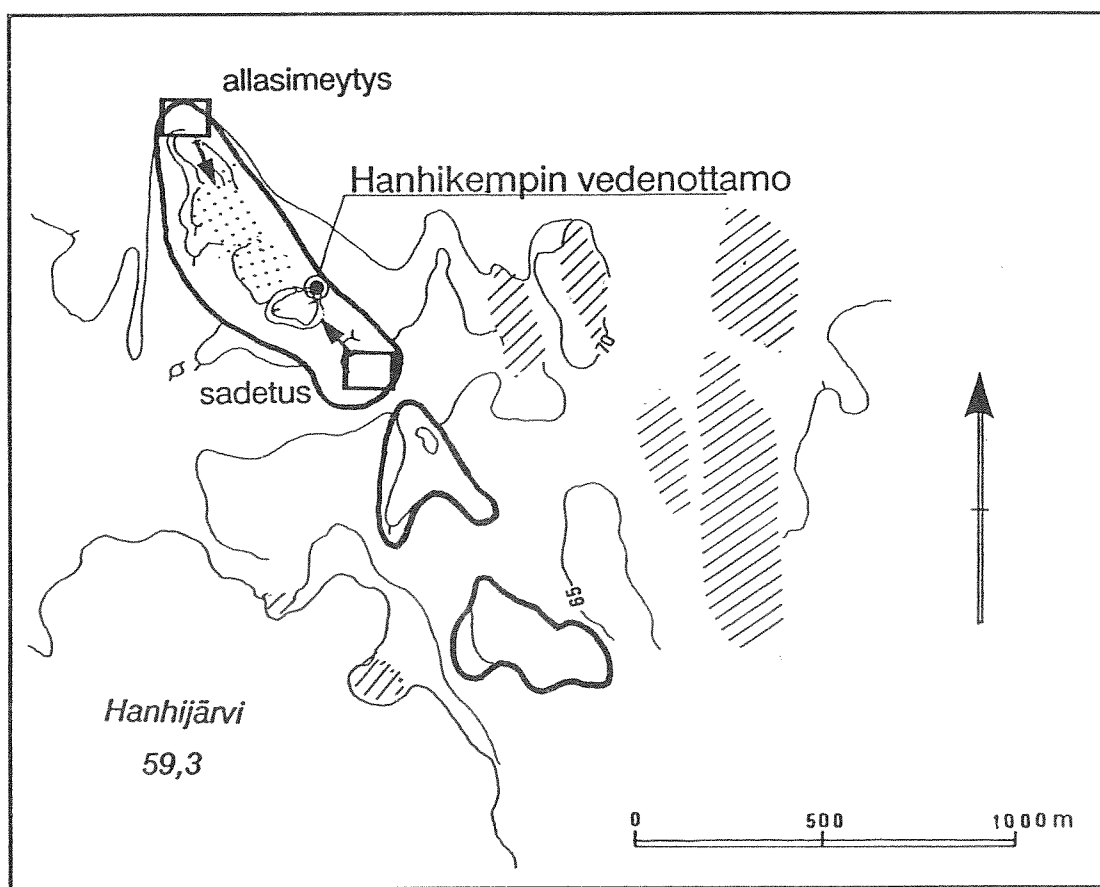 allasimeytys
Hanhikempin vedenottamo
70
sadetus
65
Hanhijärvi
59,3
0 500 1000 m